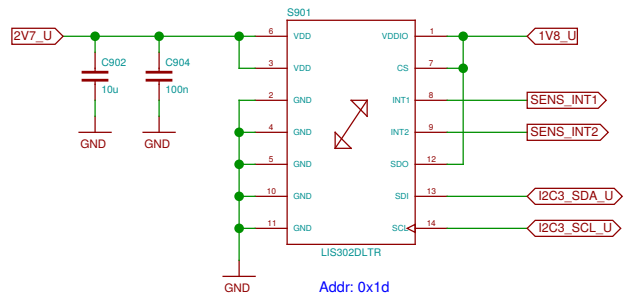 S901
2V7_U
6 VDD VDDIO 1 1V8_U
C902 C904
3 VDD CS 7
10u 100n
2 GND INT1 8 SENS_INT1
4 GND INT2 9 SENS_INT2
GND GND
5 GND SDO 12
10 GND SDI 13 I2C3_SDA_U
11 GND SCL 14 I2C3_SCL_U
LIS302DLTR
GND Addr: 0x1d